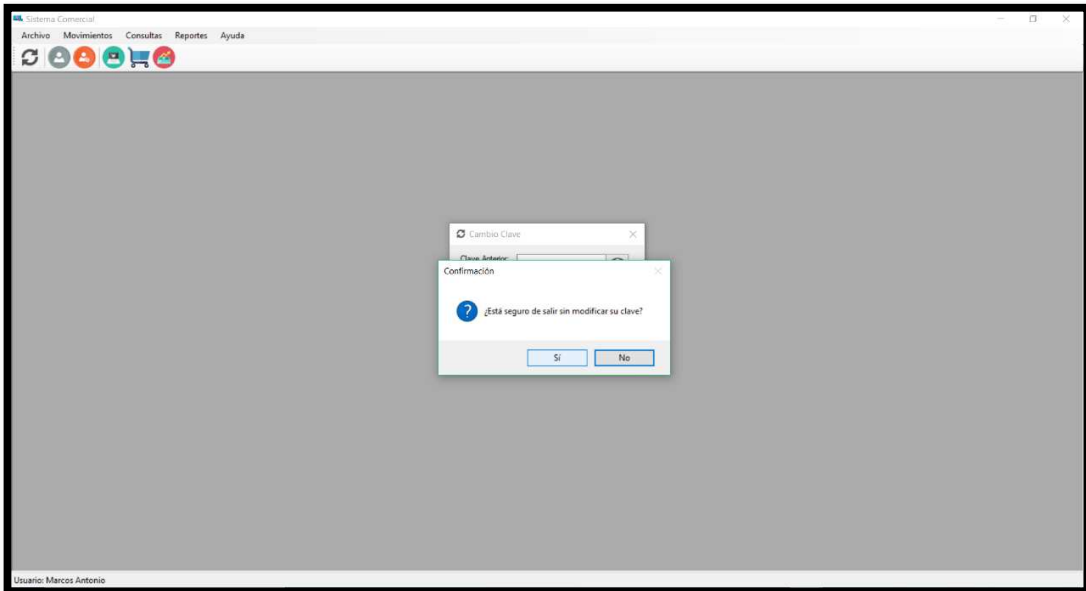 Sistema Comercial
Archivo Movimientos Consultas Reportes Ayuda
Cambio Clave
Clave Anterior:
Confirmación
¿Está seguro de salir sin modificar su clave?
Sí No
Usuario: Marcos Antonio